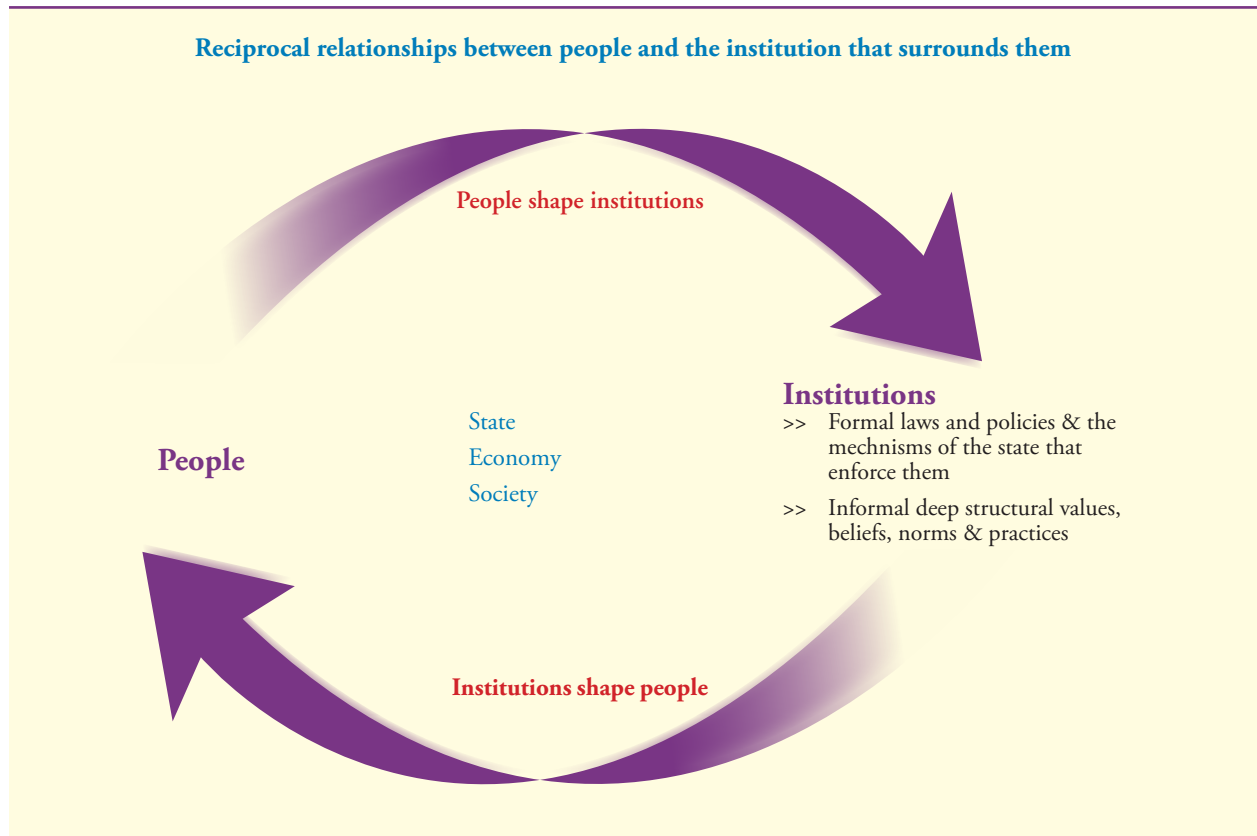 Reciprocal relationships between people and the institution that surrounds them
People shape institutions
People
State
Economy
Society
Institutions
>> Formal laws and policies & the
mechnisms of the state that
enforce them
>> Informal deep structural values,
beliefs, norms & practices
Institutions shape people